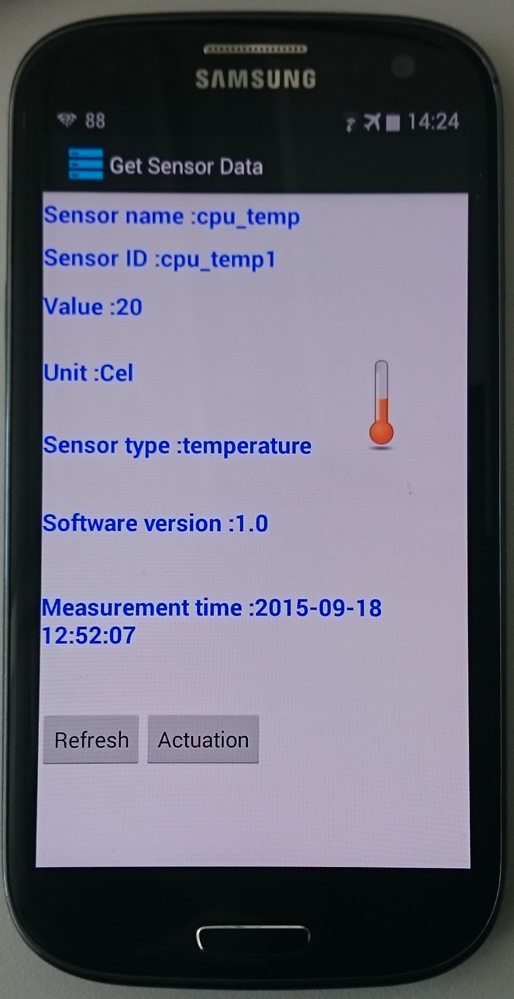 SAMSUNG
88 14:24
Get Sensor Data
Sensor name :cpu_temp
Sensor ID :cpu_temp1
Value :20
Unit :Cel
Sensor type :temperature
Software version :1.0
Measurement time :2015-09-18
12:52:07
Refresh Actuation